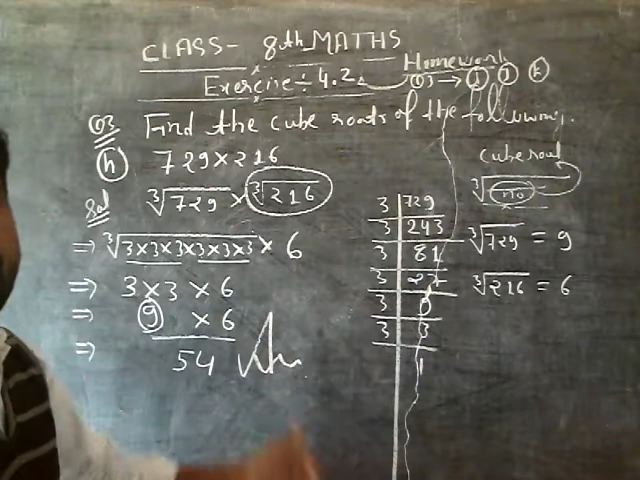 CLASS- 8th MATHS
Exercise÷4.2
Homework
Q3 → i j k
Q3 Find the cube roots of the following.
(h) 729×216
Sol ∛729 × ∛216
⇒ ∛3×3×3×3×3×3 × 6
⇒ 3×3×6
⇒ 9 ×6
⇒ 54 Ans
3 729
3 243
3 81
3 27
3 9
3 3
1
cube root
∛no
∛729 = 9
∛216 = 6